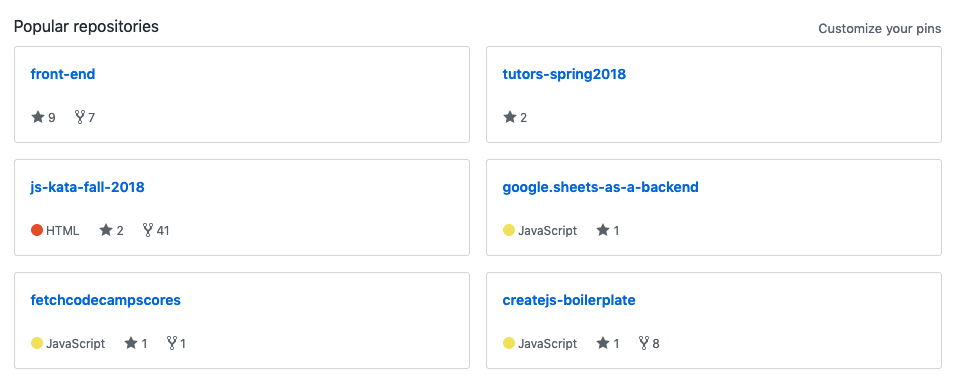 Popular repositories
Customize your pins
front-end
9 7
tutors-spring2018
2
js-kata-fall-2018
HTML 2 41
google.sheets-as-a-backend
JavaScript 1
fetchcodecampscores
JavaScript 1 1
createjs-boilerplate
JavaScript 1 8